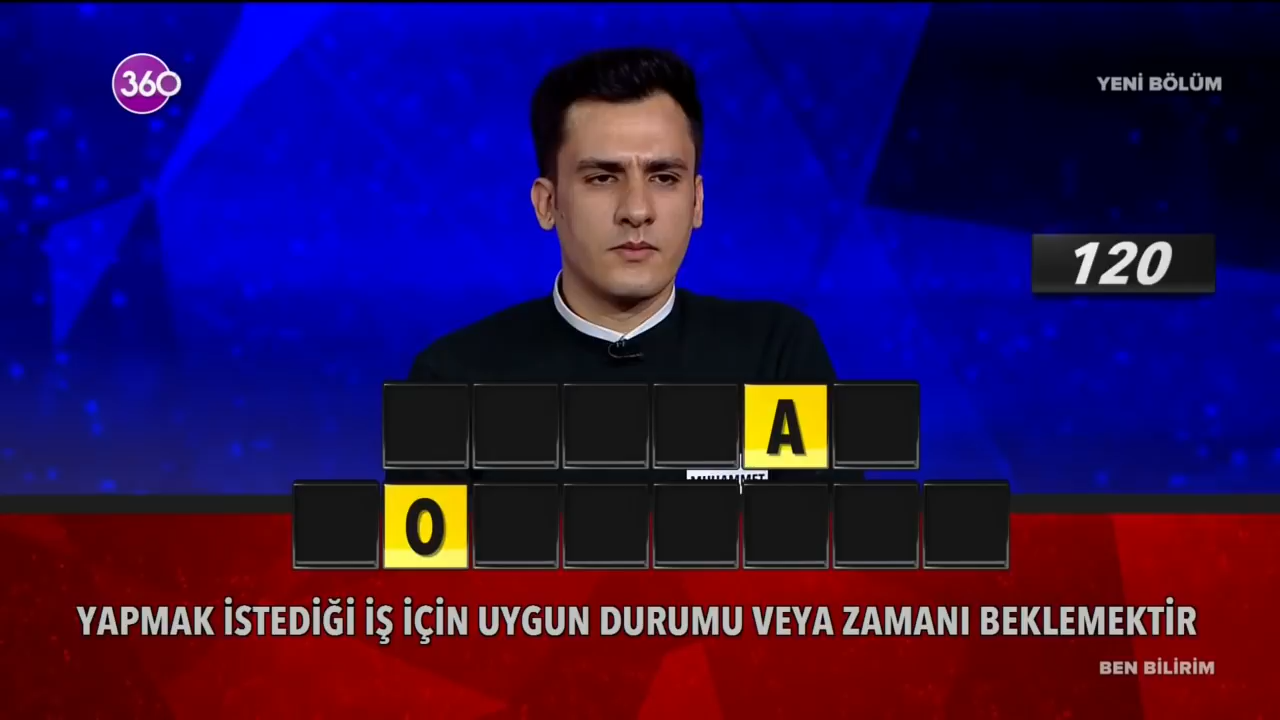 360
YENİ BÖLÜM
120
A
O
YAPMAK İSTEDİĞİ İŞ İÇİN UYGUN DURUMU VEYA ZAMANI BEKLEMEKTİR
BEN BİLİRİM